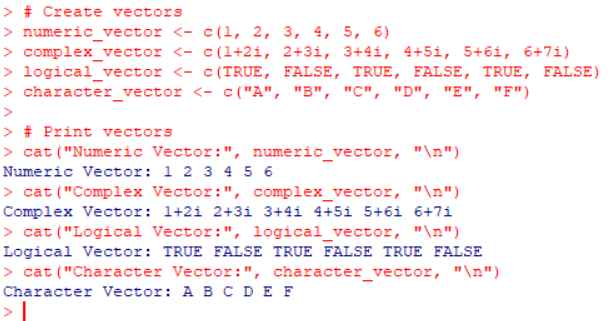 > # Create vectors
> numeric_vector <- c(1, 2, 3, 4, 5, 6)
> complex_vector <- c(1+2i, 2+3i, 3+4i, 4+5i, 5+6i, 6+7i)
> logical_vector <- c(TRUE, FALSE, TRUE, FALSE, TRUE, FALSE)
> character_vector <- c("A", "B", "C", "D", "E", "F")
>
> # Print vectors
> cat("Numeric Vector:", numeric_vector, "\n")
Numeric Vector: 1 2 3 4 5 6
> cat("Complex Vector:", complex_vector, "\n")
Complex Vector: 1+2i 2+3i 3+4i 4+5i 5+6i 6+7i
> cat("Logical Vector:", logical_vector, "\n")
Logical Vector: TRUE FALSE TRUE FALSE TRUE FALSE
> cat("Character Vector:", character_vector, "\n")
Character Vector: A B C D E F
>